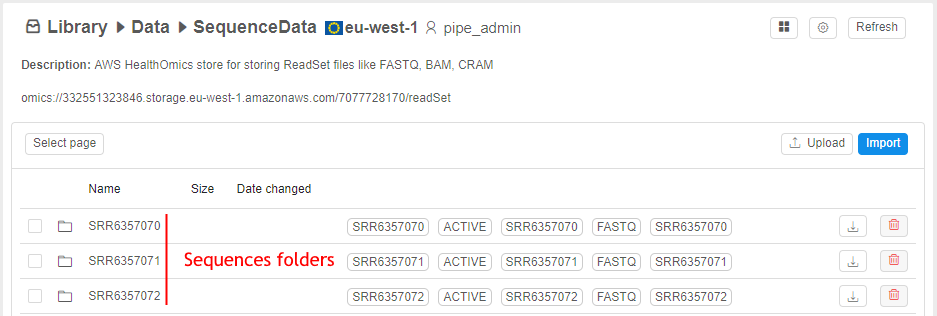 Library Data SequenceData eu-west-1 pipe_admin Refresh
Description: AWS HealthOmics store for storing ReadSet files like FASTQ, BAM, CRAM
omics://332551323846.storage.eu-west-1.amazonaws.com/7077728170/readSet
Select page Upload Import
Name Size Date changed
SRR6357070 SRR6357070 ACTIVE SRR6357070 FASTQ SRR6357070
SRR6357071 Sequences folders SRR6357071 ACTIVE SRR6357071 FASTQ SRR6357071
SRR6357072 SRR6357072 ACTIVE SRR6357072 FASTQ SRR6357072